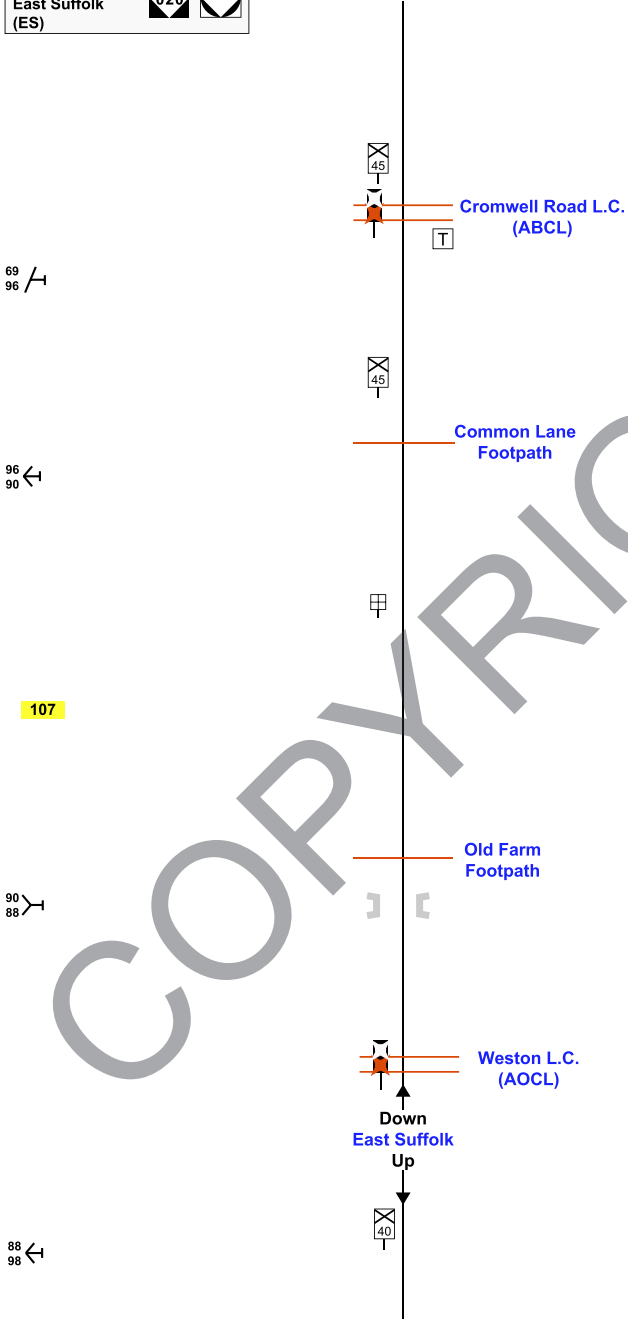 East Suffolk
(ES)
45
Cromwell Road L.C.
(ABCL)
T
69
96
45
Common Lane
Footpath
96
90
107
Old Farm
Footpath
90
88
Weston L.C.
(AOCL)
Down
East Suffolk
Up
40
88
98
COPYRIG